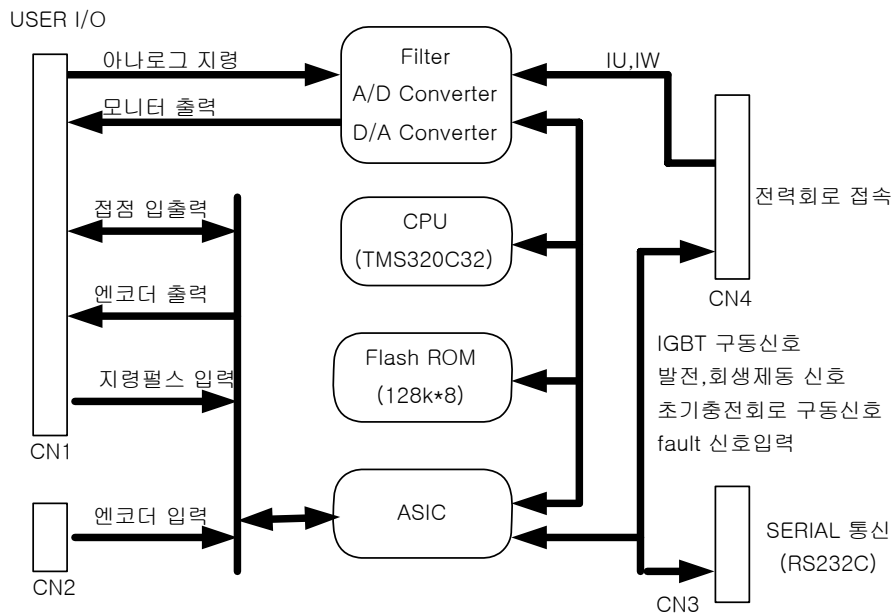 USER I/O
아나로그 지령
모니터 출력
접점 입출력
엔코더 출력
지령펄스 입력
CN1
엔코더 입력
CN2
Filter
A/D Converter
D/A Converter
CPU
(TMS320C32)
Flash ROM
(128k*8)
ASIC
IU,IW
전력회로 접속
CN4
IGBT 구동신호
발전,회생제동 신호
초기충전회로 구동신호
fault 신호입력
SERIAL 통신
(RS232C)
CN3